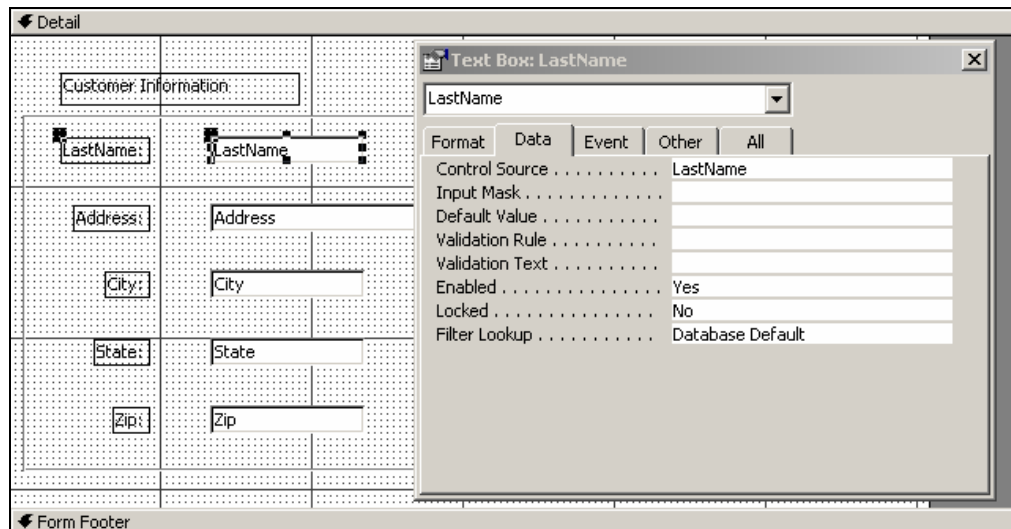 Detail
Customer Information
LastName:
LastName
Address:
Address
City:
City
State:
State
Zip:
Zip
Text Box: LastName
LastName
Format Data Event Other All
Control Source . . . . . . . . . . LastName
Input Mask . . . . . . . . . . . . .
Default Value . . . . . . . . . . .
Validation Rule . . . . . . . . . .
Validation Text . . . . . . . . . .
Enabled . . . . . . . . . . . . . . . Yes
Locked . . . . . . . . . . . . . . . . No
Filter Lookup . . . . . . . . . . . Database Default
Form Footer